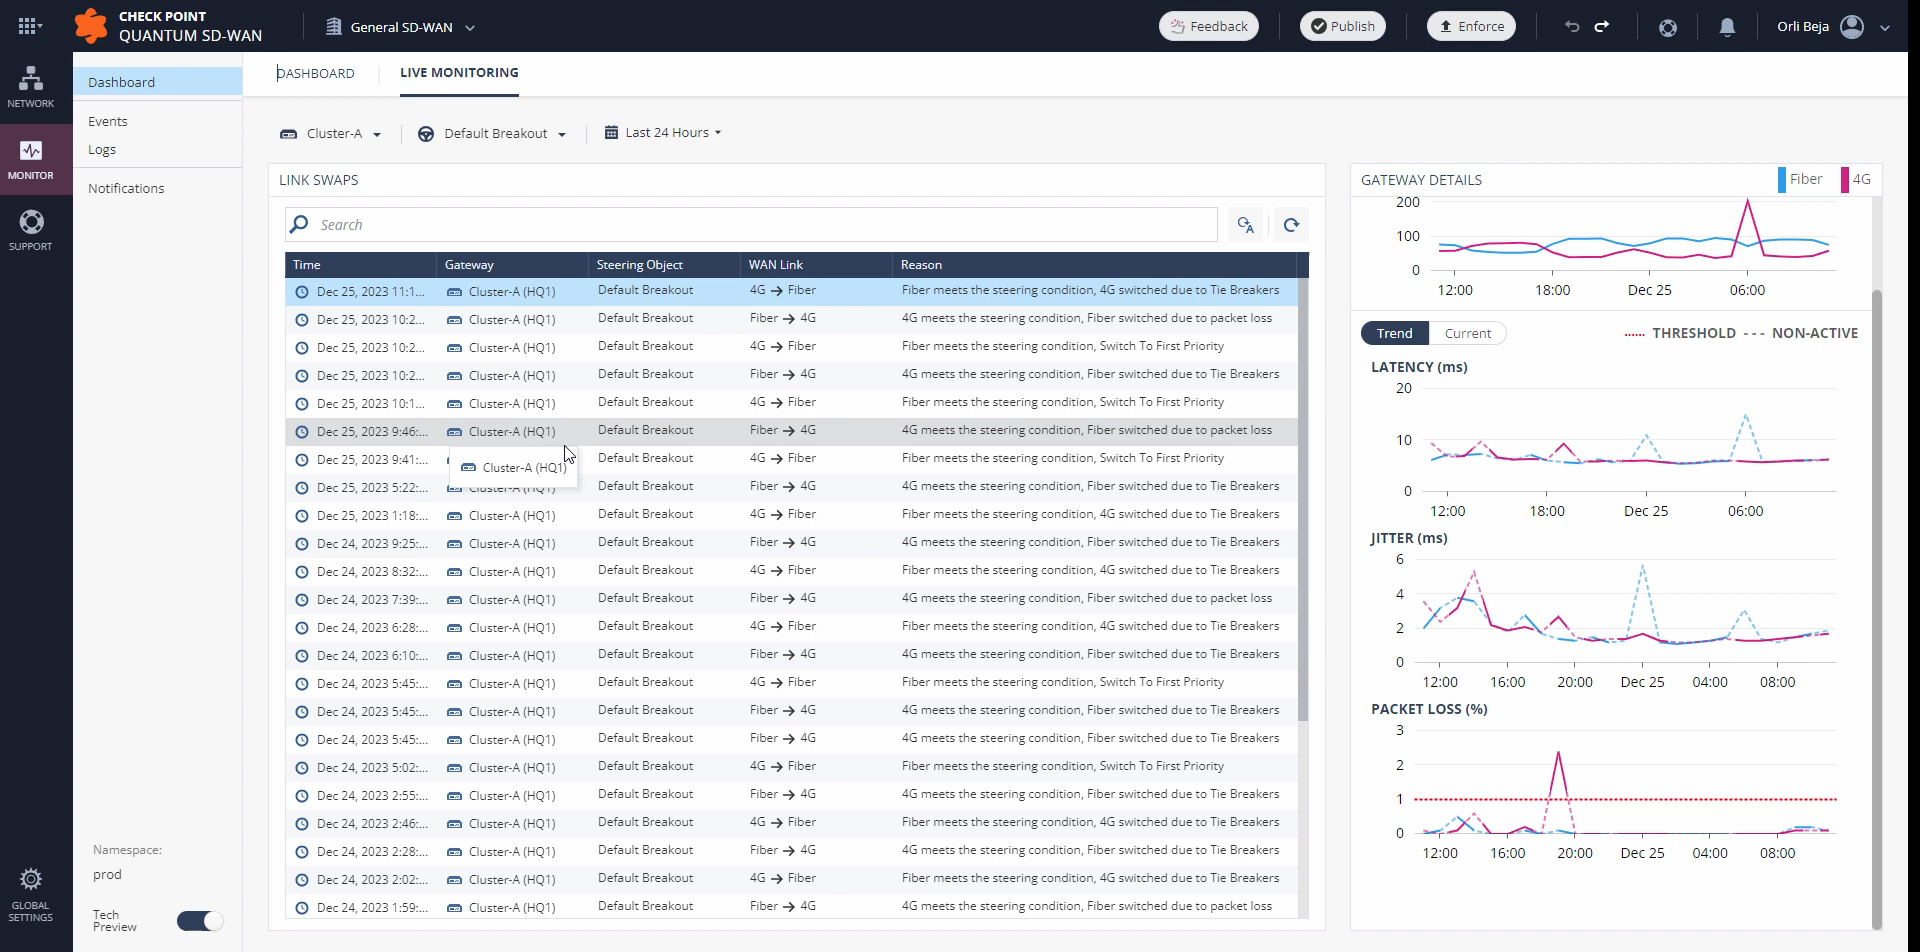 CHECK POINT
QUANTUM SD-WAN
General SD-WAN
Feedback
Publish
Enforce
Orli Beja
NETWORK
MONITOR
SUPPORT
GLOBAL
SETTINGS
Dashboard
Events
Logs
Notifications
Namespace:
prod
Tech
Preview
DASHBOARD
LIVE MONITORING
Cluster-A
Default Breakout
Last 24 Hours
LINK SWAPS
Search
Time Gateway Steering Object WAN Link Reason
Dec 25, 2023 11:1... Cluster-A (HQ1) Default Breakout 4G → Fiber Fiber meets the steering condition, 4G switched due to Tie Breakers
Dec 25, 2023 10:2... Cluster-A (HQ1) Default Breakout Fiber → 4G 4G meets the steering condition, Fiber switched due to packet loss
Dec 25, 2023 10:2... Cluster-A (HQ1) Default Breakout 4G → Fiber Fiber meets the steering condition, Switch To First Priority
Dec 25, 2023 10:2... Cluster-A (HQ1) Default Breakout Fiber → 4G 4G meets the steering condition, Fiber switched due to Tie Breakers
Dec 25, 2023 10:1... Cluster-A (HQ1) Default Breakout 4G → Fiber Fiber meets the steering condition, Switch To First Priority
Dec 25, 2023 9:46:... Cluster-A (HQ1) Default Breakout Fiber → 4G 4G meets the steering condition, Fiber switched due to packet loss
Dec 25, 2023 9:41:... Cluster-A (HQ1) Default Breakout 4G → Fiber Fiber meets the steering condition, Switch To First Priority
Dec 25, 2023 5:22:... Cluster-A (HQ1) Default Breakout Fiber → 4G 4G meets the steering condition, Fiber switched due to Tie Breakers
Dec 25, 2023 1:18:... Cluster-A (HQ1) Default Breakout 4G → Fiber Fiber meets the steering condition, 4G switched due to Tie Breakers
Dec 24, 2023 9:25:... Cluster-A (HQ1) Default Breakout Fiber → 4G 4G meets the steering condition, Fiber switched due to Tie Breakers
Dec 24, 2023 8:32:... Cluster-A (HQ1) Default Breakout 4G → Fiber Fiber meets the steering condition, 4G switched due to Tie Breakers
Dec 24, 2023 7:39:... Cluster-A (HQ1) Default Breakout Fiber → 4G 4G meets the steering condition, Fiber switched due to packet loss
Dec 24, 2023 6:28:... Cluster-A (HQ1) Default Breakout 4G → Fiber Fiber meets the steering condition, 4G switched due to Tie Breakers
Dec 24, 2023 6:10:... Cluster-A (HQ1) Default Breakout Fiber → 4G 4G meets the steering condition, Fiber switched due to Tie Breakers
Dec 24, 2023 5:45:... Cluster-A (HQ1) Default Breakout 4G → Fiber Fiber meets the steering condition, Switch To First Priority
Dec 24, 2023 5:45:... Cluster-A (HQ1) Default Breakout Fiber → 4G 4G meets the steering condition, Fiber switched due to Tie Breakers
Dec 24, 2023 5:45:... Cluster-A (HQ1) Default Breakout Fiber → 4G 4G meets the steering condition, Fiber switched due to Tie Breakers
Dec 24, 2023 5:02:... Cluster-A (HQ1) Default Breakout 4G → Fiber Fiber meets the steering condition, Switch To First Priority
Dec 24, 2023 2:55:... Cluster-A (HQ1) Default Breakout Fiber → 4G 4G meets the steering condition, Fiber switched due to Tie Breakers
Dec 24, 2023 2:46:... Cluster-A (HQ1) Default Breakout 4G → Fiber Fiber meets the steering condition, 4G switched due to Tie Breakers
Dec 24, 2023 2:28:... Cluster-A (HQ1) Default Breakout Fiber → 4G 4G meets the steering condition, Fiber switched due to Tie Breakers
Dec 24, 2023 2:02:... Cluster-A (HQ1) Default Breakout 4G → Fiber Fiber meets the steering condition, 4G switched due to Tie Breakers
Dec 24, 2023 1:59:... Cluster-A (HQ1) Default Breakout Fiber → 4G 4G meets the steering condition, Fiber switched due to packet loss
GATEWAY DETAILS Fiber 4G
200
100
0
12:00 18:00 Dec 25 06:00
Trend Current THRESHOLD NON-ACTIVE
LATENCY (ms)
20
10
0
12:00 18:00 Dec 25 06:00
JITTER (ms)
6
4
2
0
12:00 16:00 20:00 Dec 25 04:00 08:00
PACKET LOSS (%)
3
2
1
0
12:00 16:00 20:00 Dec 25 04:00 08:00